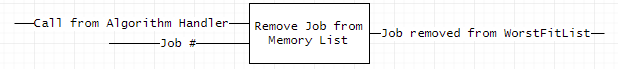 Call from Algorithm Handler
Job #
Remove Job from
Memory List
Job removed from WorstFitList